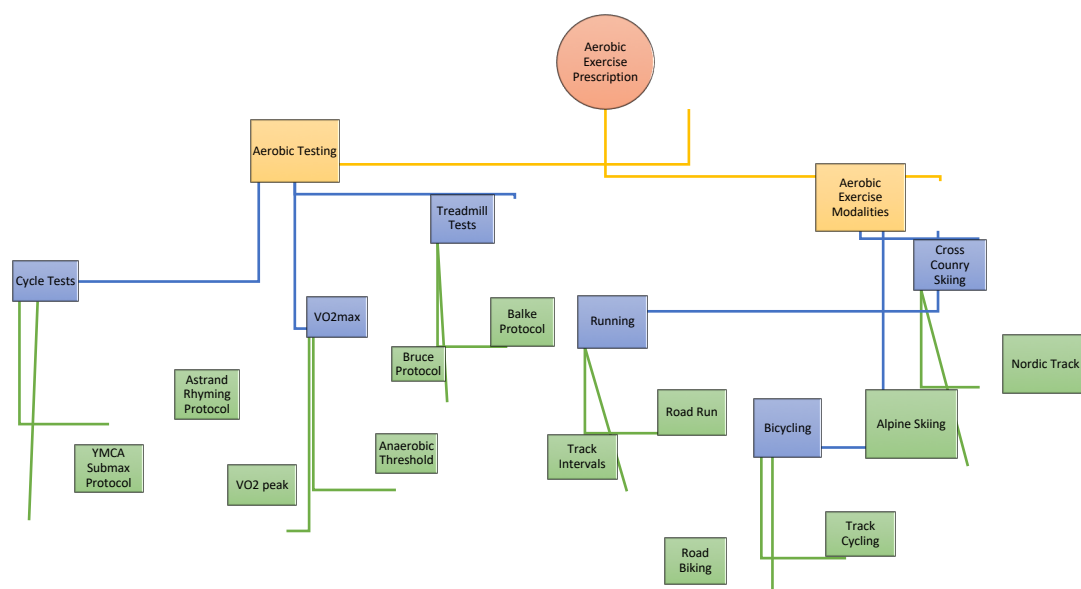 Aerobic
Exercise
Prescription
Aerobic Testing
Aerobic
Exercise
Modalities
Treadmill
Tests
Cross
Counry
Skiing
Cycle Tests
VO2max
Balke
Protocol
Running
Bruce
Protocol
Nordic Track
Astrand
Rhyming
Protocol
Road Run
Bicycling
Alpine Skiing
Anaerobic
Threshold
Track
Intervals
YMCA
Submax
Protocol
VO2 peak
Track
Cycling
Road
Biking